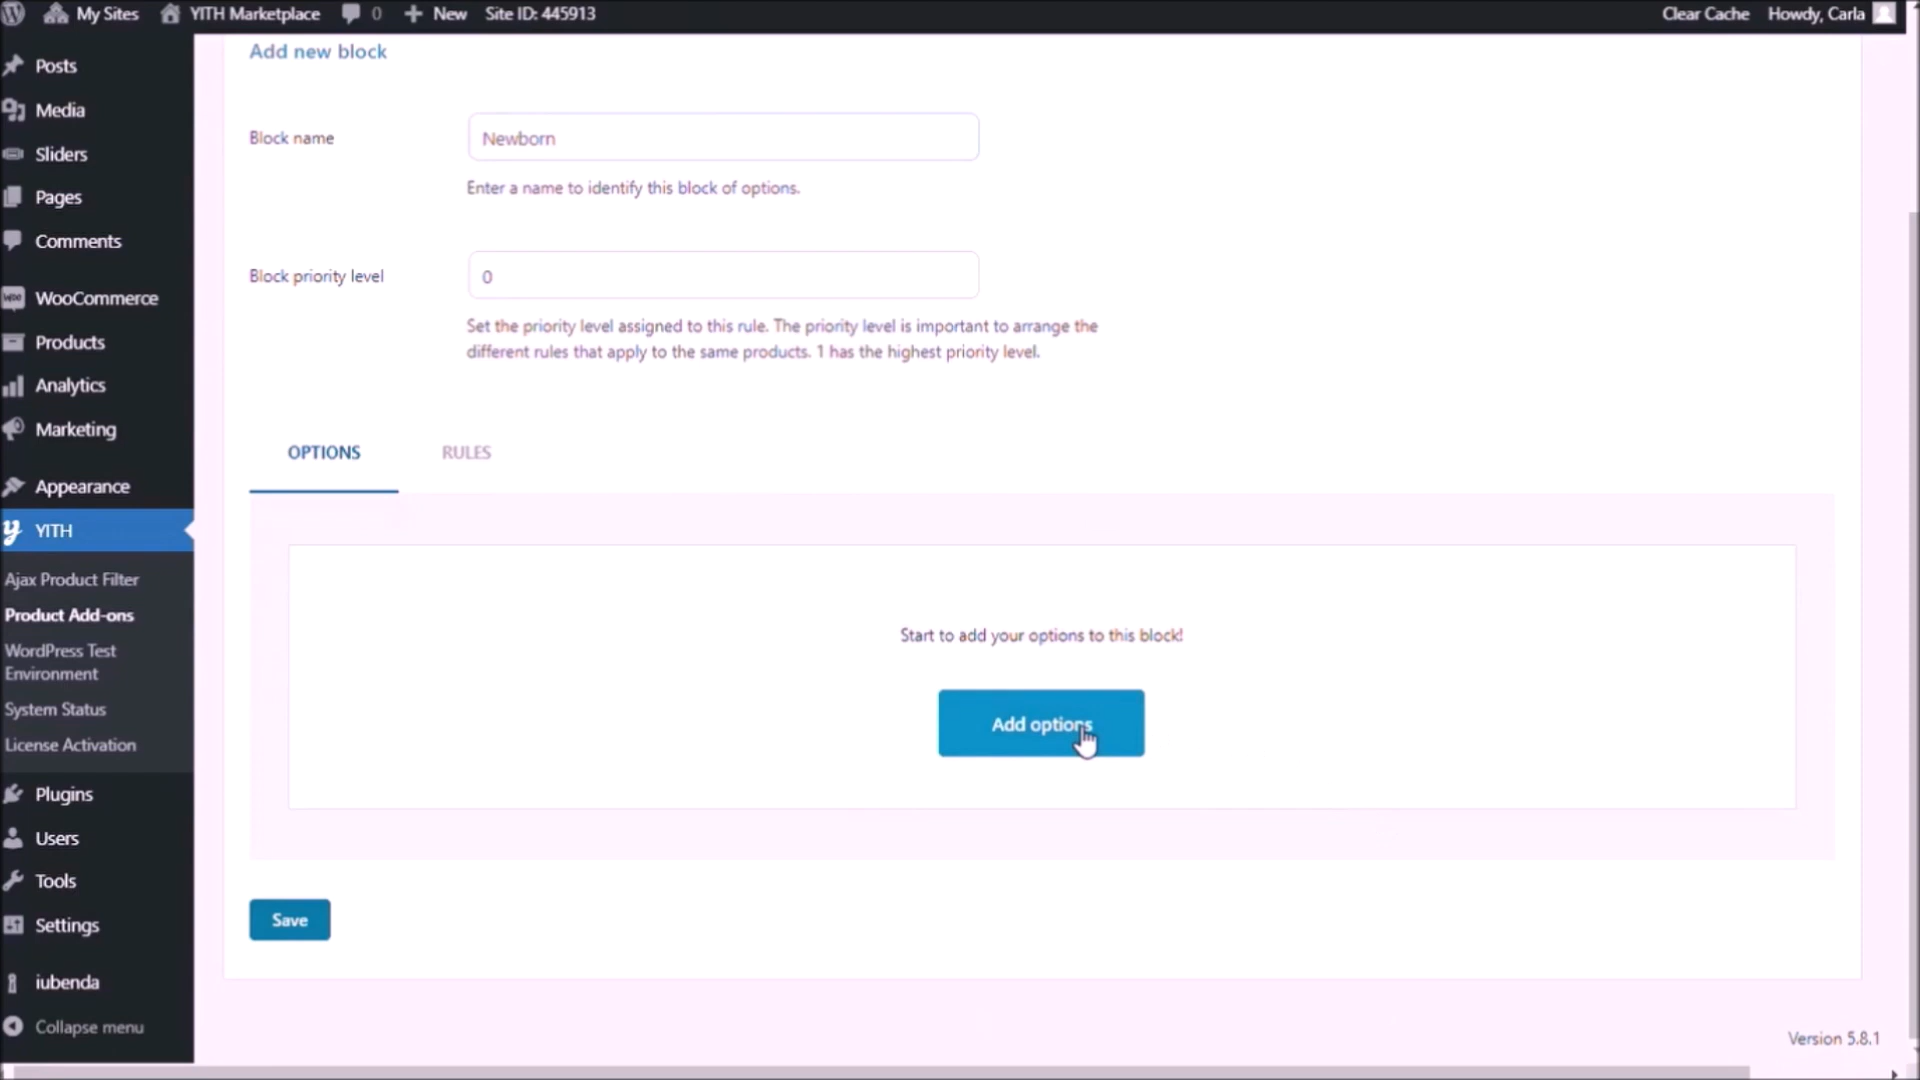 My Sites
YITH Marketplace
0
New
Site ID: 445913
Clear Cache
Howdy, Carla
Posts
Media
Sliders
Pages
Comments
WooCommerce
Products
Analytics
Marketing
Appearance
YITH
Ajax Product Filter
Product Add-ons
WordPress Test
Environment
System Status
License Activation
Plugins
Users
Tools
Settings
iubenda
Collapse menu
Add new block
Block name
Newborn
Enter a name to identify this block of options.
Block priority level
0
Set the priority level assigned to this rule. The priority level is important to arrange the
different rules that apply to the same products. 1 has the highest priority level.
OPTIONS
RULES
Start to add your options to this block!
Add options
Save
Version 5.8.1